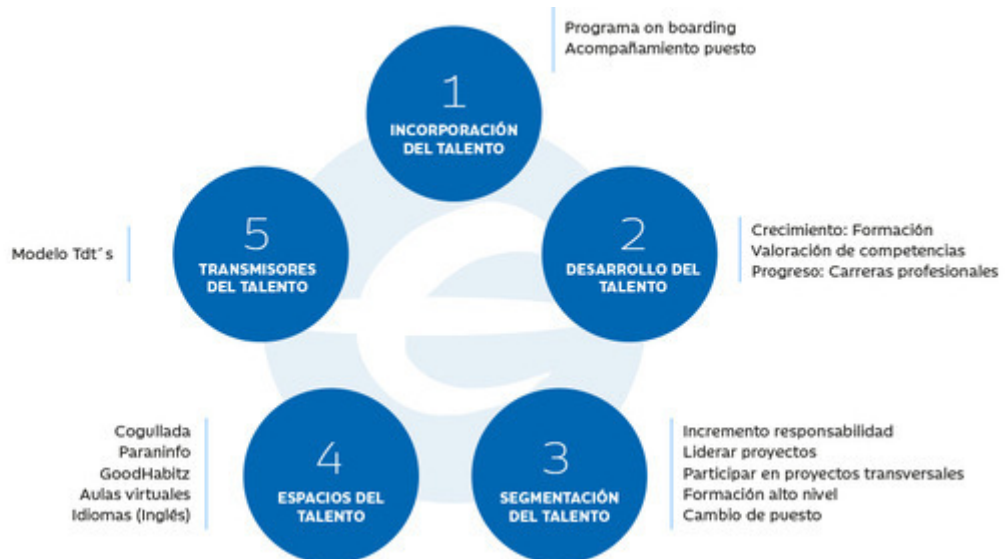 Programa on boarding
Acompañamiento puesto
1
INCORPORACIÓN
DEL TALENTO
2
DESARROLLO DEL
TALENTO
Crecimiento: Formación
Valoración de competencias
Progreso: Carreras profesionales
3
SEGMENTACIÓN
DEL TALENTO
Incremento responsabilidad
Liderar proyectos
Participar en proyectos transversales
Formación alto nivel
Cambio de puesto
4
ESPACIOS DEL
TALENTO
Cogullada
Paraninfo
GoodHabitz
Aulas virtuales
Idiomas (Inglés)
5
TRANSMISORES
DEL TALENTO
Modelo Tdt´s